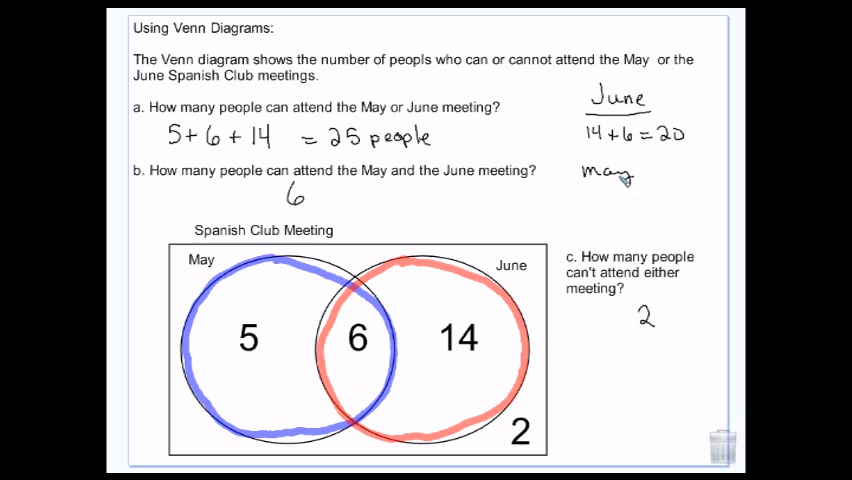 Using Venn Diagrams:
The Venn diagram shows the number of peopls who can or cannot attend the May or the
June Spanish Club meetings.
a. How many people can attend the May or June meeting?
5+ 6 + 14 = 25 people
June
14 + 6 = 20
b. How many people can attend the May and the June meeting?
6
may
Spanish Club Meeting
May
June
5
6
14
2
c. How many people
can't attend either
meeting?
2